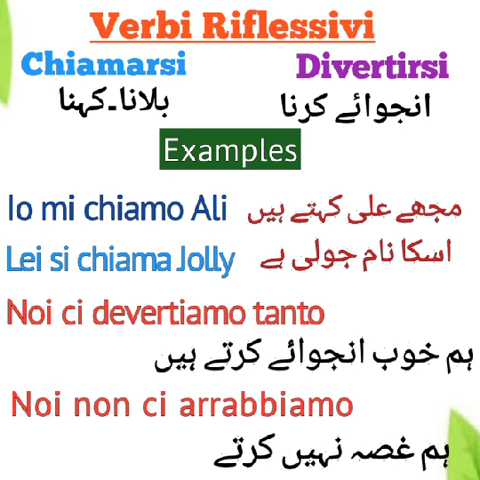 Verbi Riflessivi
Chiamarsi Divertirsi
بلانا۔کہنا انجوائے کرنا
Examples
Io mi chiamo Ali مجھے علی کہتے ہیں
Lei si chiama Jolly اسکا نام جولی ہے
Noi ci devertiamo tanto
ہم خوب انجوائے کرتے ہیں
Noi non ci arrabbiamo
ہم غصہ نہیں کرتے